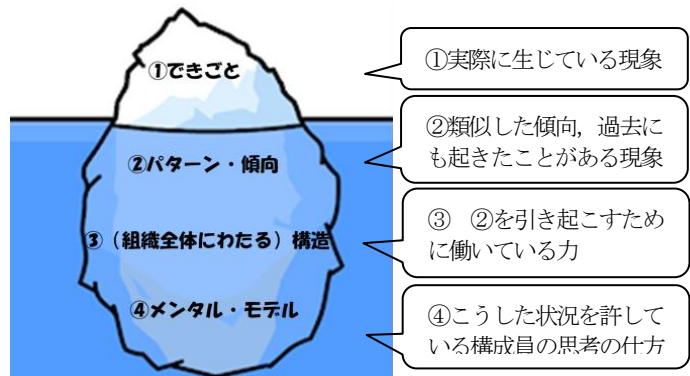 ①できごと
①実際に生じている現象
②パターン・傾向
②類似した傾向，過去に
も起きたことがある現象
③（組織全体にわたる）構造
③　②を引き起こすため
に働いている力
④メンタル・モデル
④こうした状況を許して
いる構成員の思考の仕方